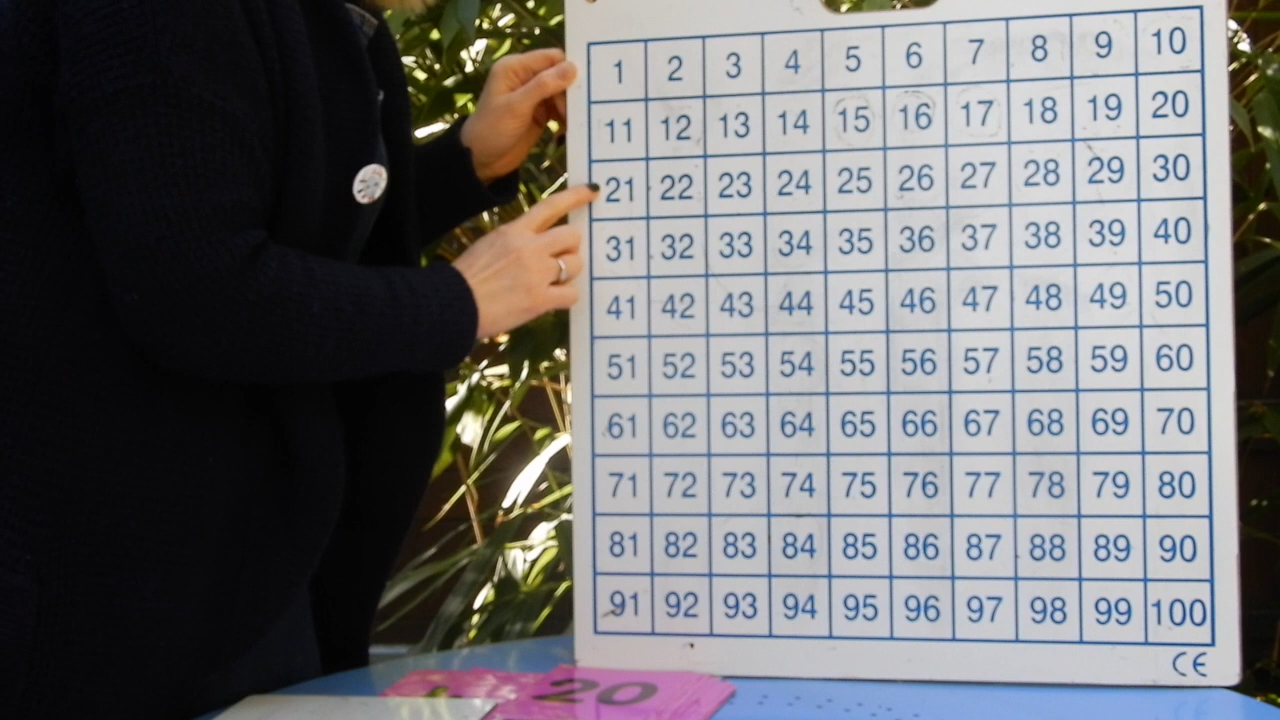 1 2 3 4 5 6 7 8 9 10
11 12 13 14 15 16 17 18 19 20
21 22 23 24 25 26 27 28 29 30
31 32 33 34 35 36 37 38 39 40
41 42 43 44 45 46 47 48 49 50
51 52 53 54 55 56 57 58 59 60
61 62 63 64 65 66 67 68 69 70
71 72 73 74 75 76 77 78 79 80
81 82 83 84 85 86 87 88 89 90
91 92 93 94 95 96 97 98 99 100
CE
20